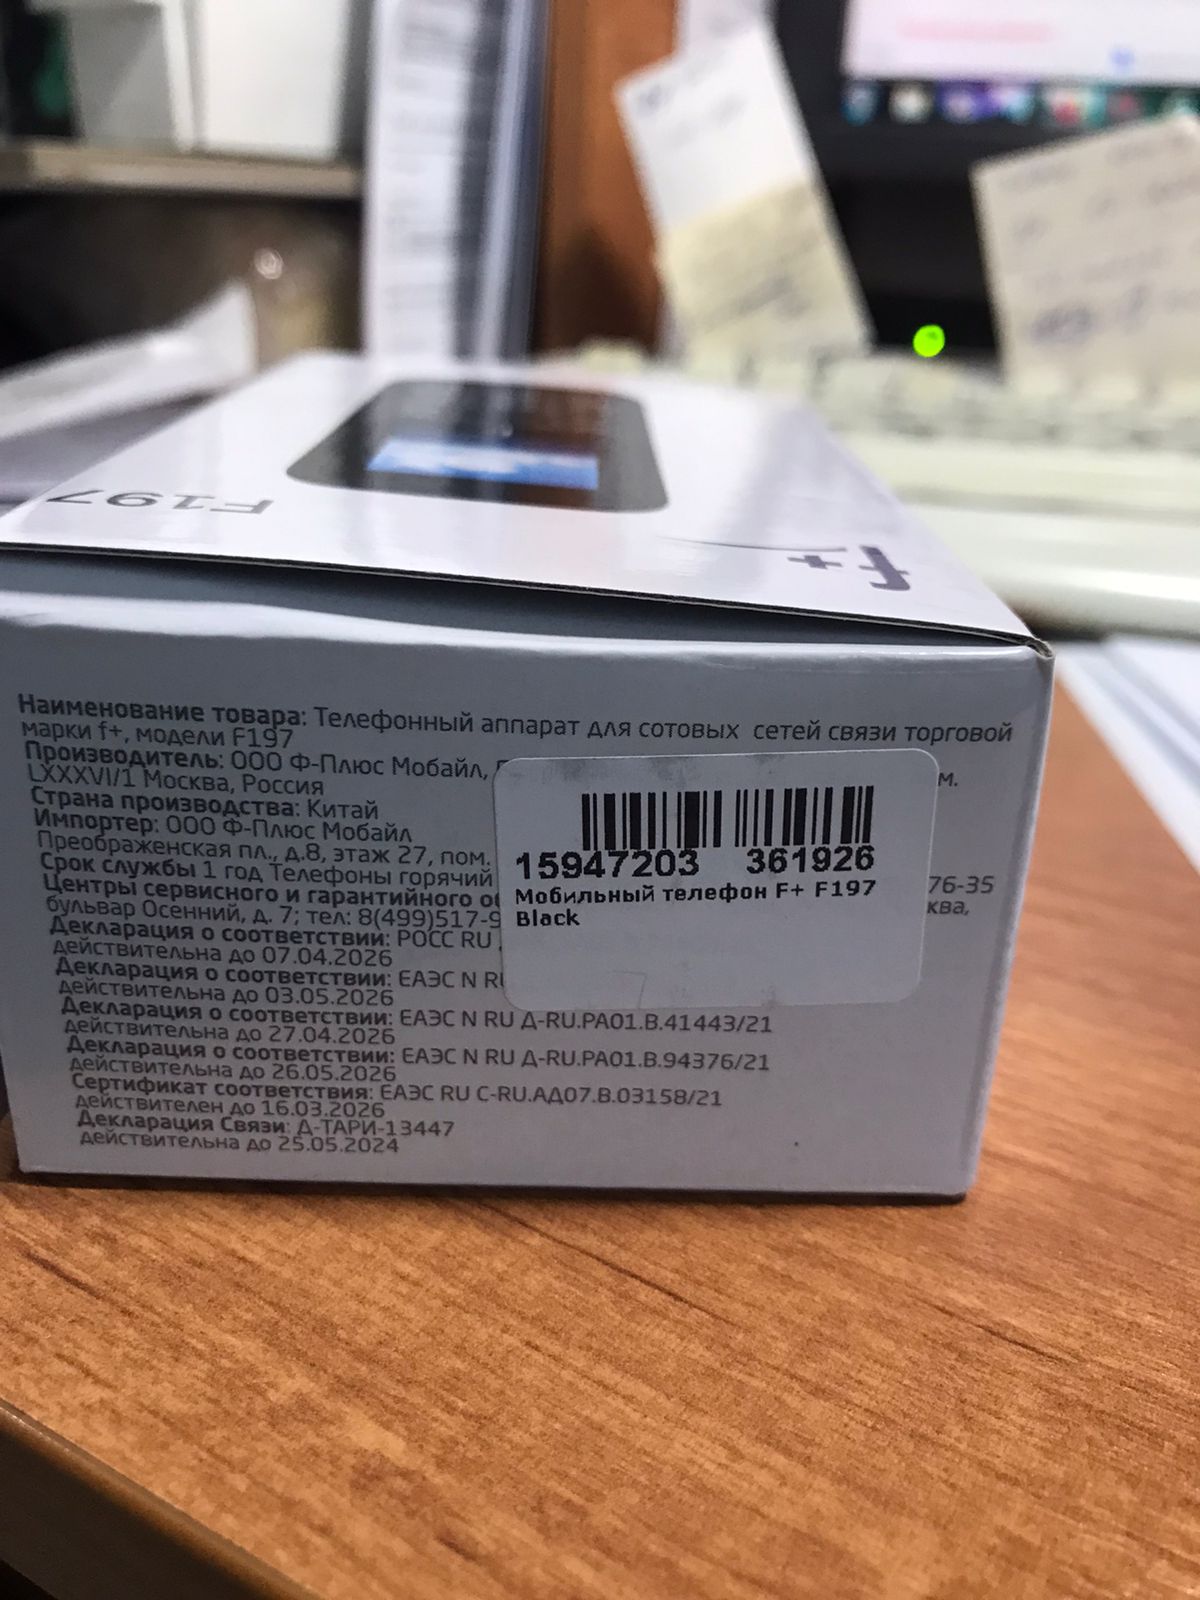 F197
f+
Наименование товара: Телефонный аппарат для сотовых сетей связи торговой
марки f+, модели F197
Производитель: ООО Ф-Плюс Мобайл,
LXXXVI/1 Москва, Россия
м.
Страна производства: Китай
Импортер: ООО Ф-Плюс Мобайл
Преображенская пл., д.8, этаж 27, пом.
Срок службы 1 год Телефоны горячий
76-35
Центры сервисного и гарантийного
бульвар Осенний, д. 7; тел: 8(499)517-9
ква,
Декларация о соответствии: РОСС RU
действительна до 07.04.2026
Декларация о соответствии: ЕАЭС N RU
действительна до 03.05.2026
Декларация о соответствии: ЕАЭС N RU Д-RU.РА01.В.41443/21
действительна до 27.04.2026
Декларация о соответствии: ЕАЭС N RU Д-RU.РА01.В.94376/21
действительна до 26.05.2026
Сертификат соответствия: ЕАЭС RU С-RU.АД07.В.03158/21
действителен до 16.03.2026
Декларация Связи: Д-ТАРИ-13447
действительна до 25.05.2024
15947203 361926
Мобильный телефон F+ F197
Black